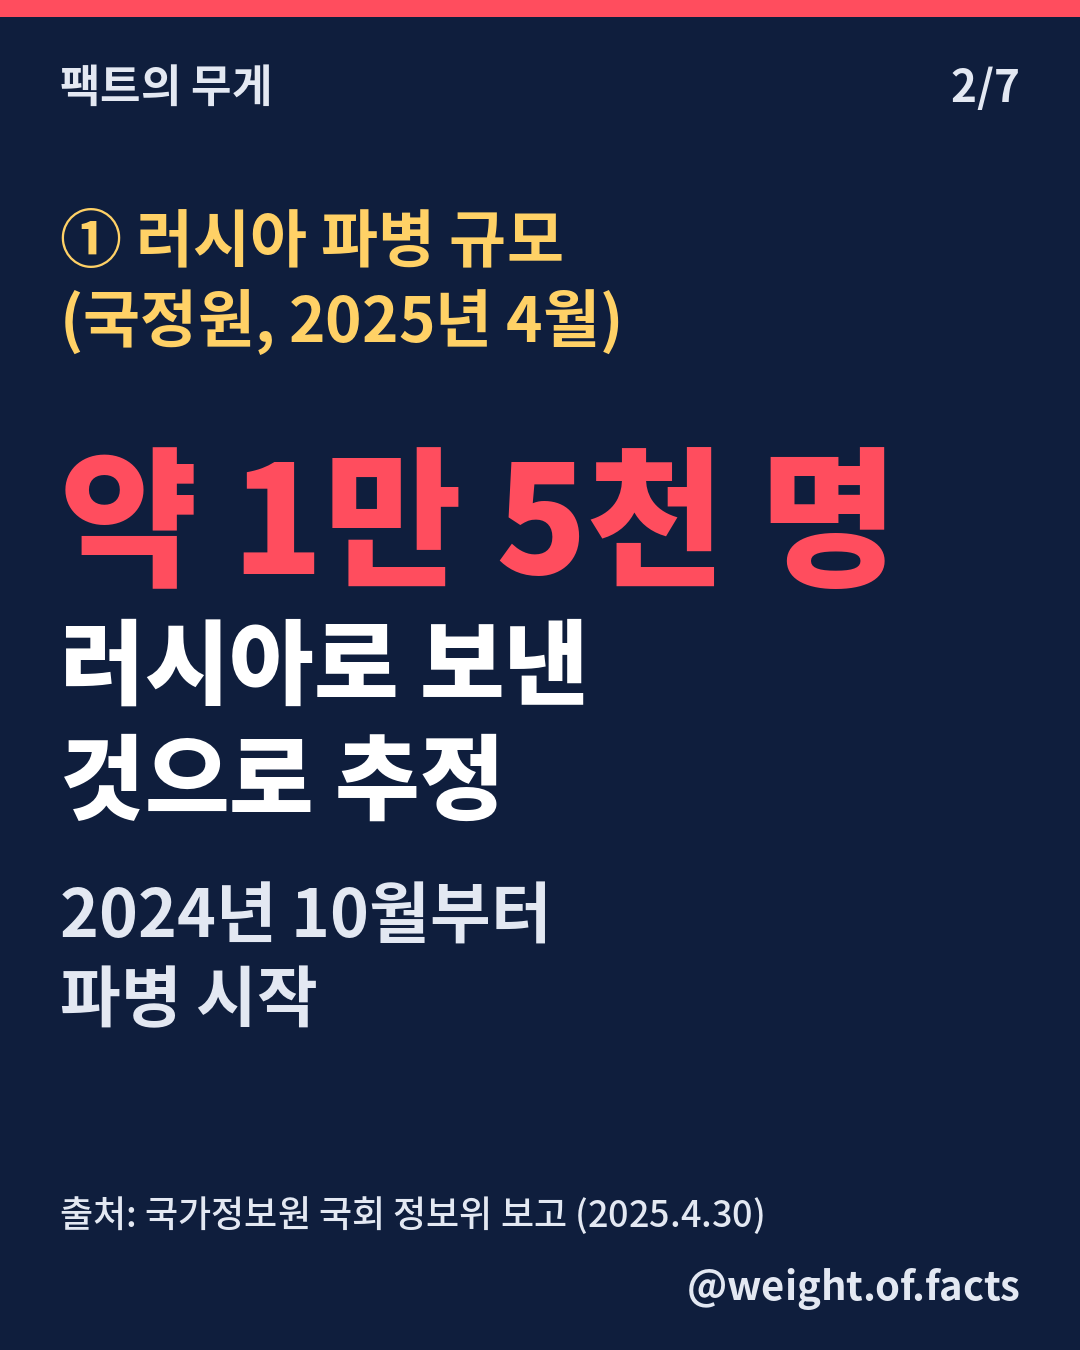 팩트의 무게
2/7
① 러시아 파병 규모
(국정원, 2025년 4월)
약 1만 5천 명
러시아로 보낸
것으로 추정
2024년 10월부터
파병 시작
출처: 국가정보원 국회 정보위 보고 (2025.4.30)
@weight.of.facts